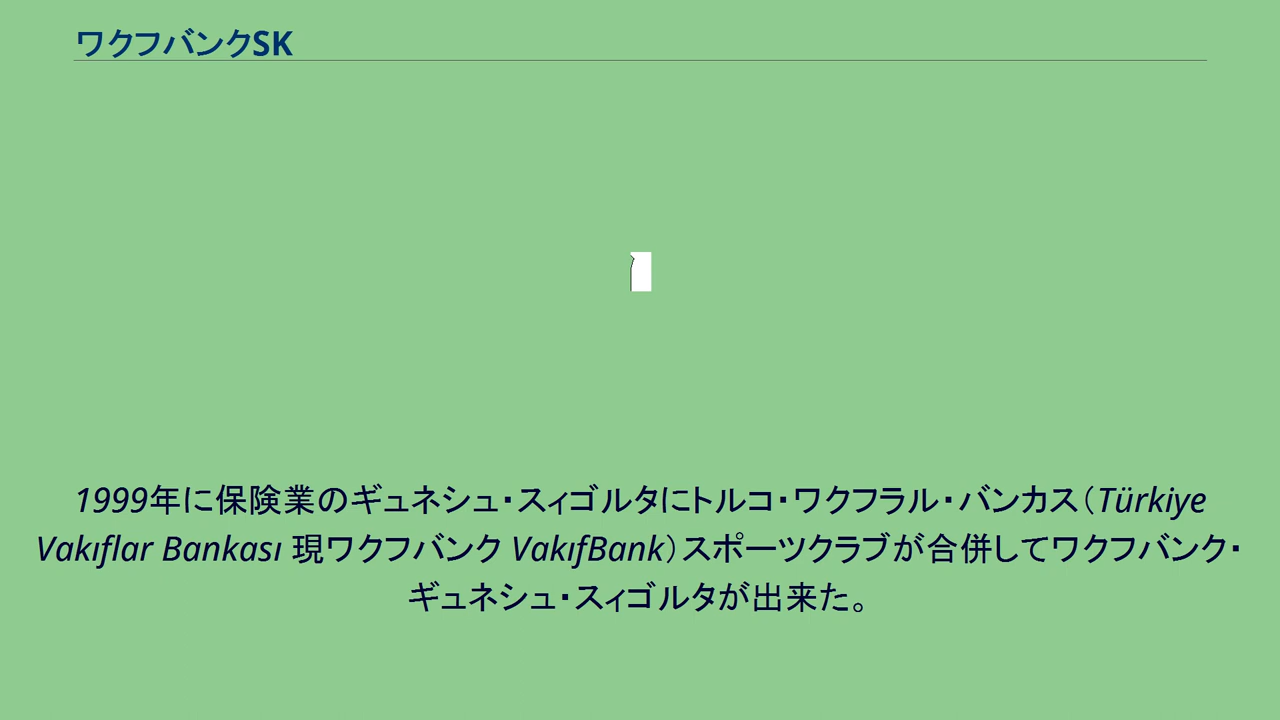 ワクフバンクSK
1999年に保険業のギュネシュ・スィゴルタにトルコ・ワクフラル・バンカス（Türkiye
Vakıflar Bankası 現ワクフバンク VakıfBank）スポーツクラブが合併してワクフバンク・
ギュネシュ・スィゴルタが出来た。